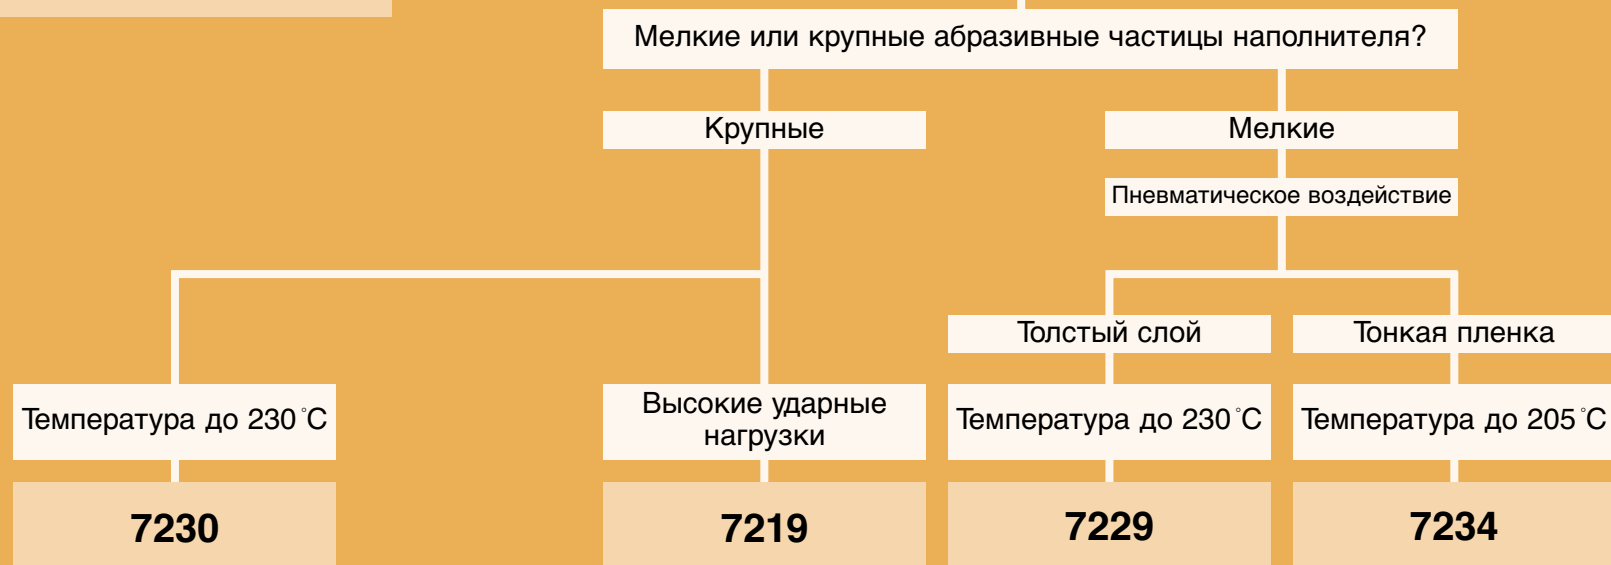 Мелкие или крупные абразивные частицы наполнителя?
Крупные
Мелкие
Пневматическое воздействие
Толстый слой
Тонкая пленка
Температура до 230 °C
Высокие ударные
нагрузки
Температура до 230 °C
Температура до 205 °C
7230
7219
7229
7234